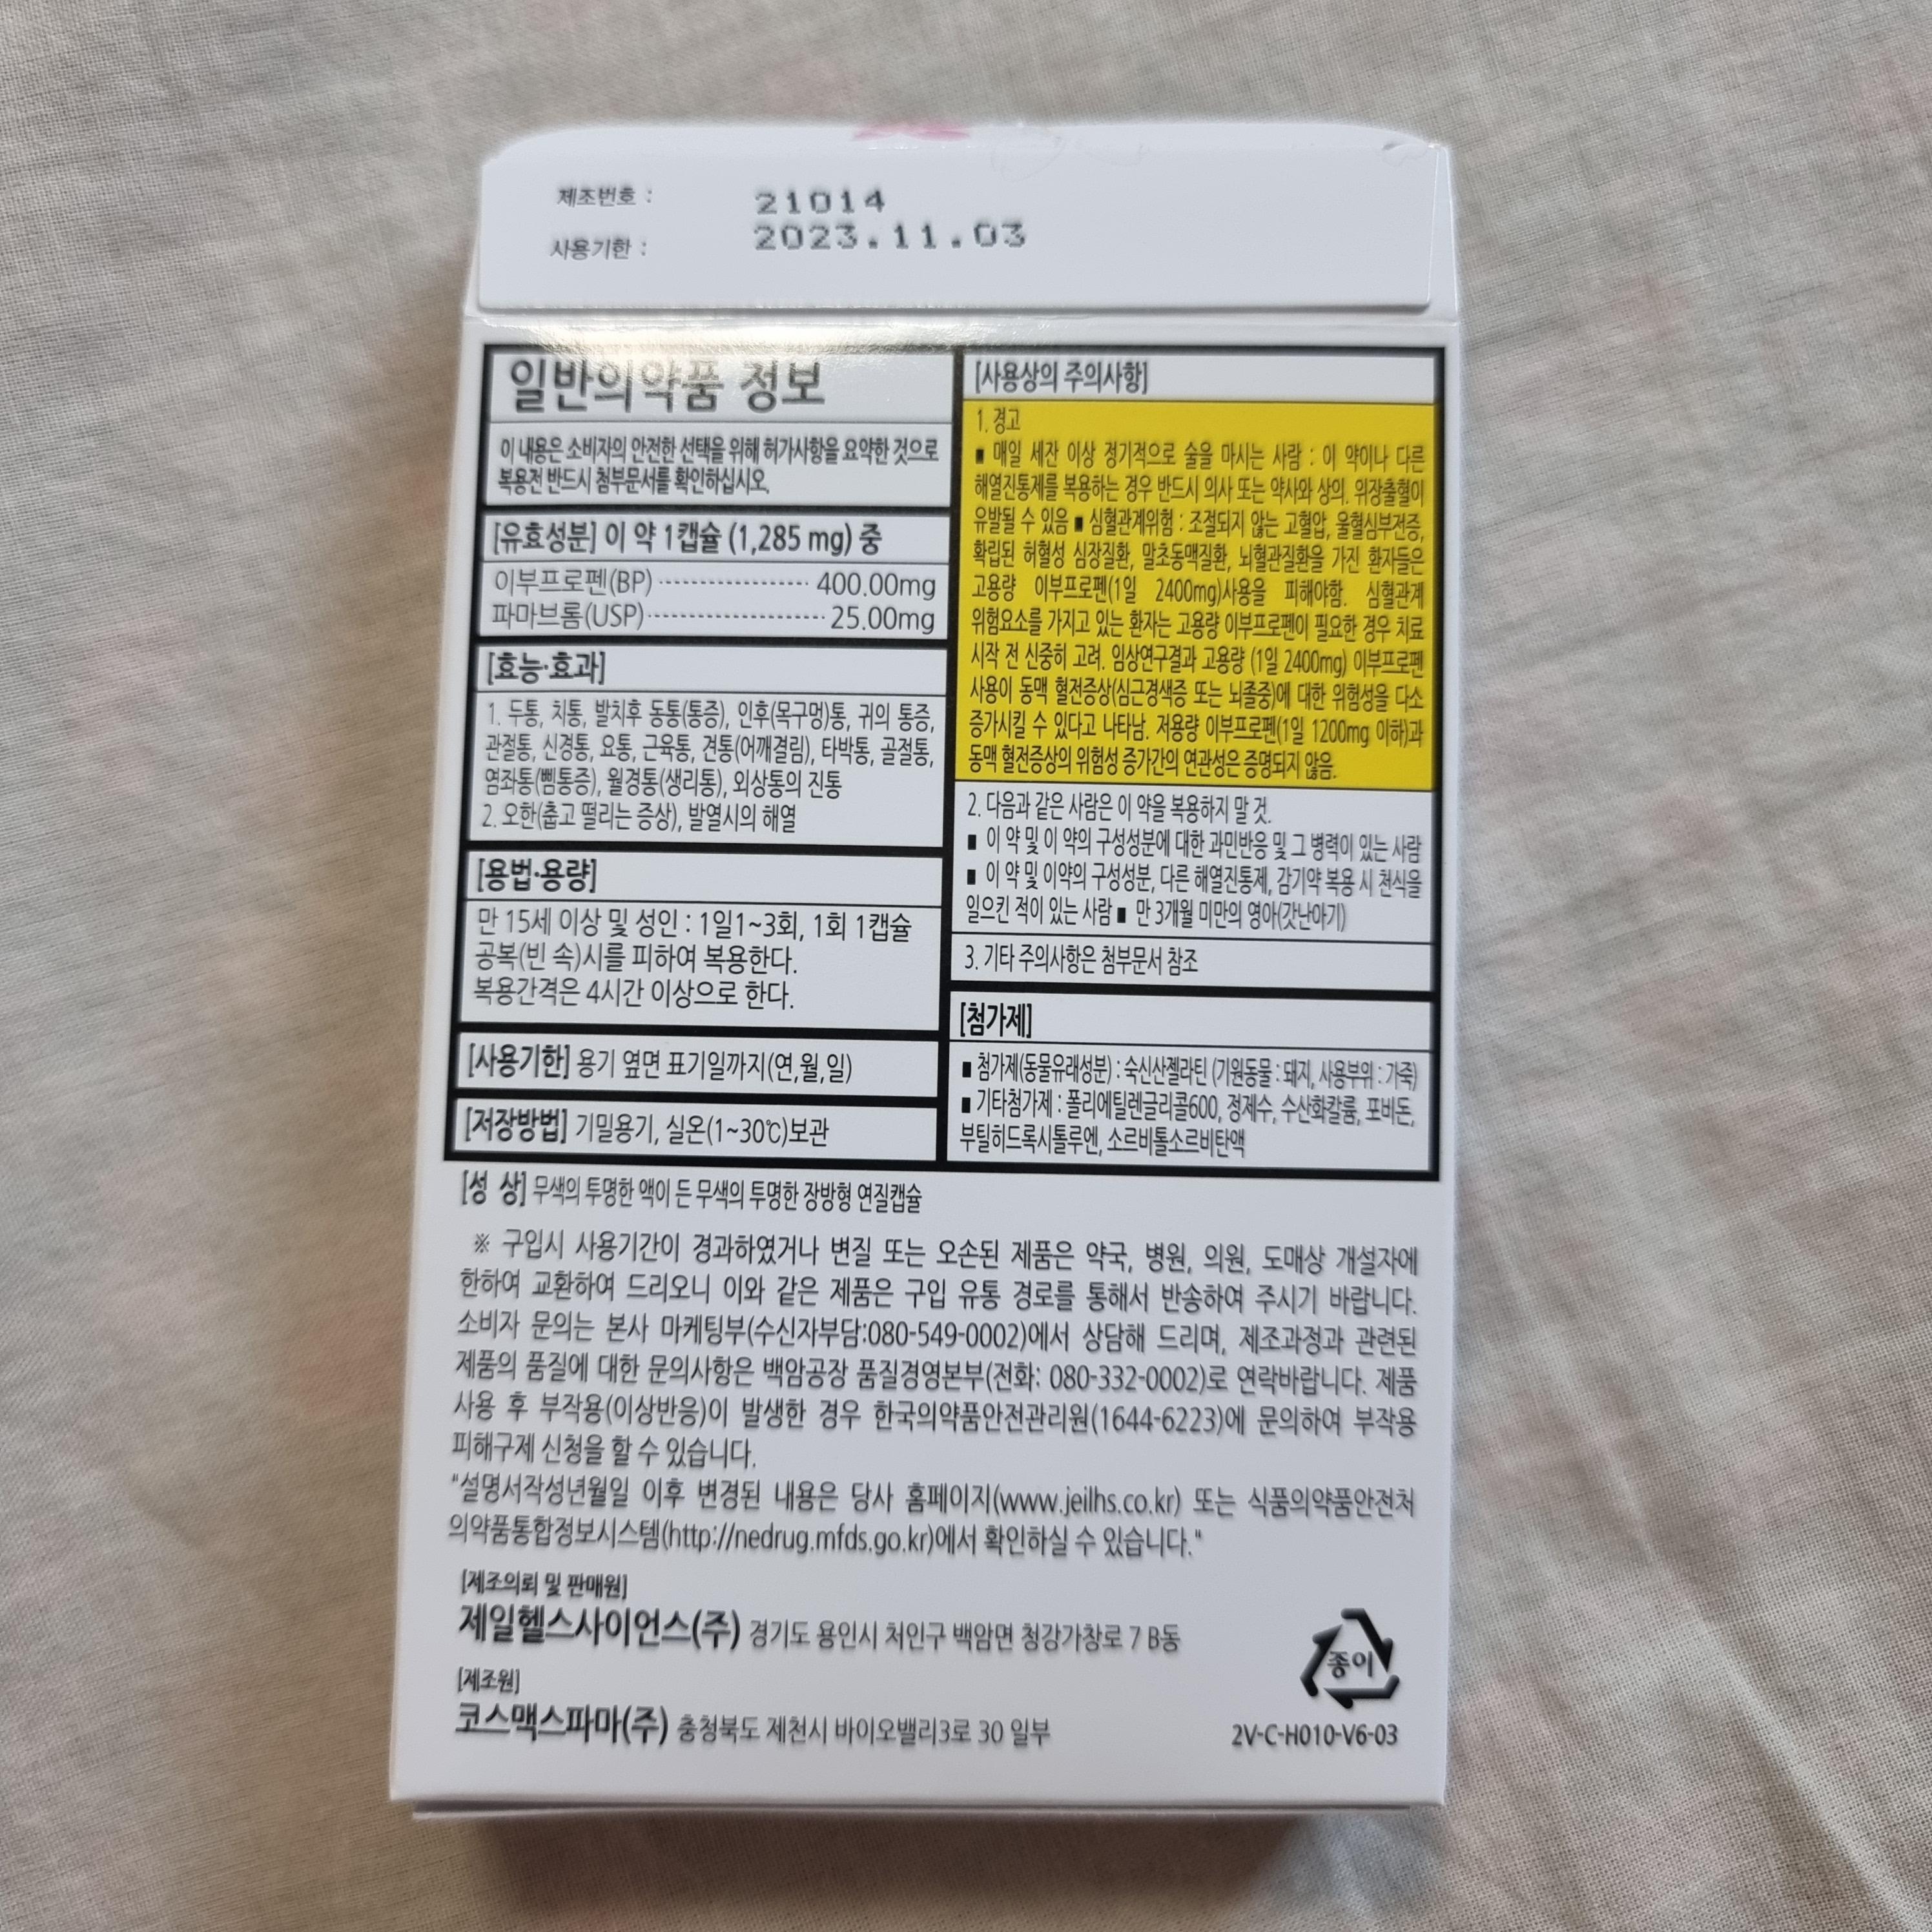 제조번호 : 21014
사용기한 : 2023.11.03
일반의약품 정보
이 내용은 소비자의 안전한 선택을 위해 허가사항을 요약한 것으로
복용전 반드시 첨부문서를 확인하십시오.
[유효성분] 이 약 1캡슐 (1,285 mg) 중
이부프로펜(BP) ·················· 400.00mg
파마브롬(USP) ····················· 25.00mg
[효능·효과]
1. 두통, 치통, 발치후 동통(통증), 인후(목구멍)통, 귀의 통증,
관절통, 신경통, 요통, 근육통, 견통(어깨결림), 타박통, 골절통,
염좌통(삠통증), 월경통(생리통), 외상통의 진통
2. 오한(춥고 떨리는 증상), 발열시의 해열
[용법·용량]
만 15세 이상 및 성인 : 1일1~3회, 1회 1캡슐
공복(빈 속)시를 피하여 복용한다.
복용간격은 4시간 이상으로 한다.
[사용기한] 용기 옆면 표기일까지(연,월,일)
[저장방법] 기밀용기, 실온(1~30℃)보관
[사용상의 주의사항]
1. 경고
■ 매일 세잔 이상 정기적으로 술을 마시는 사람 : 이 약이나 다른
해열진통제를 복용하는 경우 반드시 의사 또는 약사와 상의. 위장출혈이
유발될 수 있음 ■ 심혈관계위험 : 조절되지 않는 고혈압, 울혈심부전증,
확립된 허혈성 심장질환, 말초동맥질환, 뇌혈관질환을 가진 환자들은
고용량 이부프로펜(1일 2400mg)사용을 피해야함. 심혈관계
위험요소를 가지고 있는 환자는 고용량 이부프로펜이 필요한 경우 치료
시작 전 신중히 고려. 임상연구결과 고용량 (1일 2400mg) 이부프로펜
사용이 동맥 혈전증상(심근경색증 또는 뇌졸중)에 대한 위험성을 다소
증가시킬 수 있다고 나타남. 저용량 이부프로펜(1일 1200mg 이하)과
동맥 혈전증상의 위험성 증가간의 연관성은 증명되지 않음.
2. 다음과 같은 사람은 이 약을 복용하지 말 것.
■ 이 약 및 이 약의 구성성분에 대한 과민반응 및 그 병력이 있는 사람
■ 이 약 및 이약의 구성성분, 다른 해열진통제, 감기약 복용 시 천식을
일으킨 적이 있는 사람 ■ 만 3개월 미만의 영아(갓난아기)
3. 기타 주의사항은 첨부문서 참조
[첨가제]
■ 첨가제(동물유래성분) : 숙신산젤라틴 (기원동물 : 돼지, 사용부위 : 가죽)
■ 기타첨가제 : 폴리에틸렌글리콜600, 정제수, 수산화칼륨, 포비돈,
부틸히드록시톨루엔, 소르비톨소르비탄액
[성 상] 무색의 투명한 액이 든 무색의 투명한 장방형 연질캡슐
※ 구입시 사용기간이 경과하였거나 변질 또는 오손된 제품은 약국, 병원, 의원, 도매상 개설자에
한하여 교환하여 드리오니 이와 같은 제품은 구입 유통 경로를 통해서 반송하여 주시기 바랍니다.
소비자 문의는 본사 마케팅부(수신자부담:080-549-0002)에서 상담해 드리며, 제조과정과 관련된
제품의 품질에 대한 문의사항은 백암공장 품질경영본부(전화: 080-332-0002)로 연락바랍니다. 제품
사용 후 부작용(이상반응)이 발생한 경우 한국의약품안전관리원(1644-6223)에 문의하여 부작용
피해구제 신청을 할 수 있습니다.
"설명서작성년월일 이후 변경된 내용은 당사 홈페이지(www.jeilhs.co.kr) 또는 식품의약품안전처
의약품통합정보시스템(http://nedrug.mfds.go.kr)에서 확인하실 수 있습니다."
[제조의뢰 및 판매원]
제일헬스사이언스(주) 경기도 용인시 처인구 백암면 청강가창로 7 B동
[제조원]
코스맥스파마(주) 충청북도 제천시 바이오밸리3로 30 일부
종이
2V-C-H010-V6-03